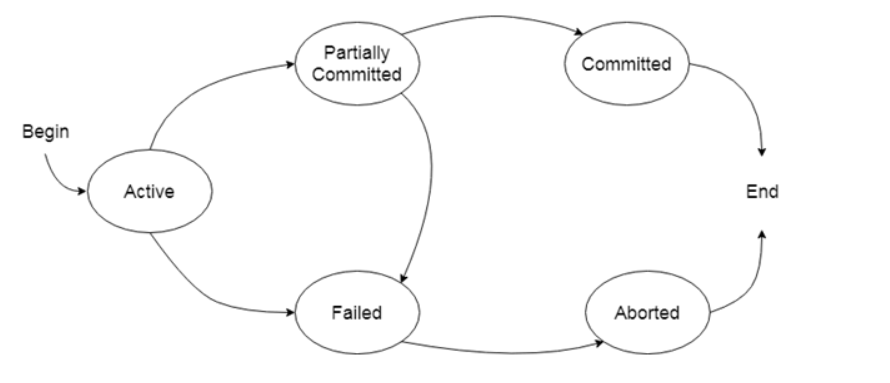 Partially
Committed
Committed
Begin
Active
End
Failed
Aborted